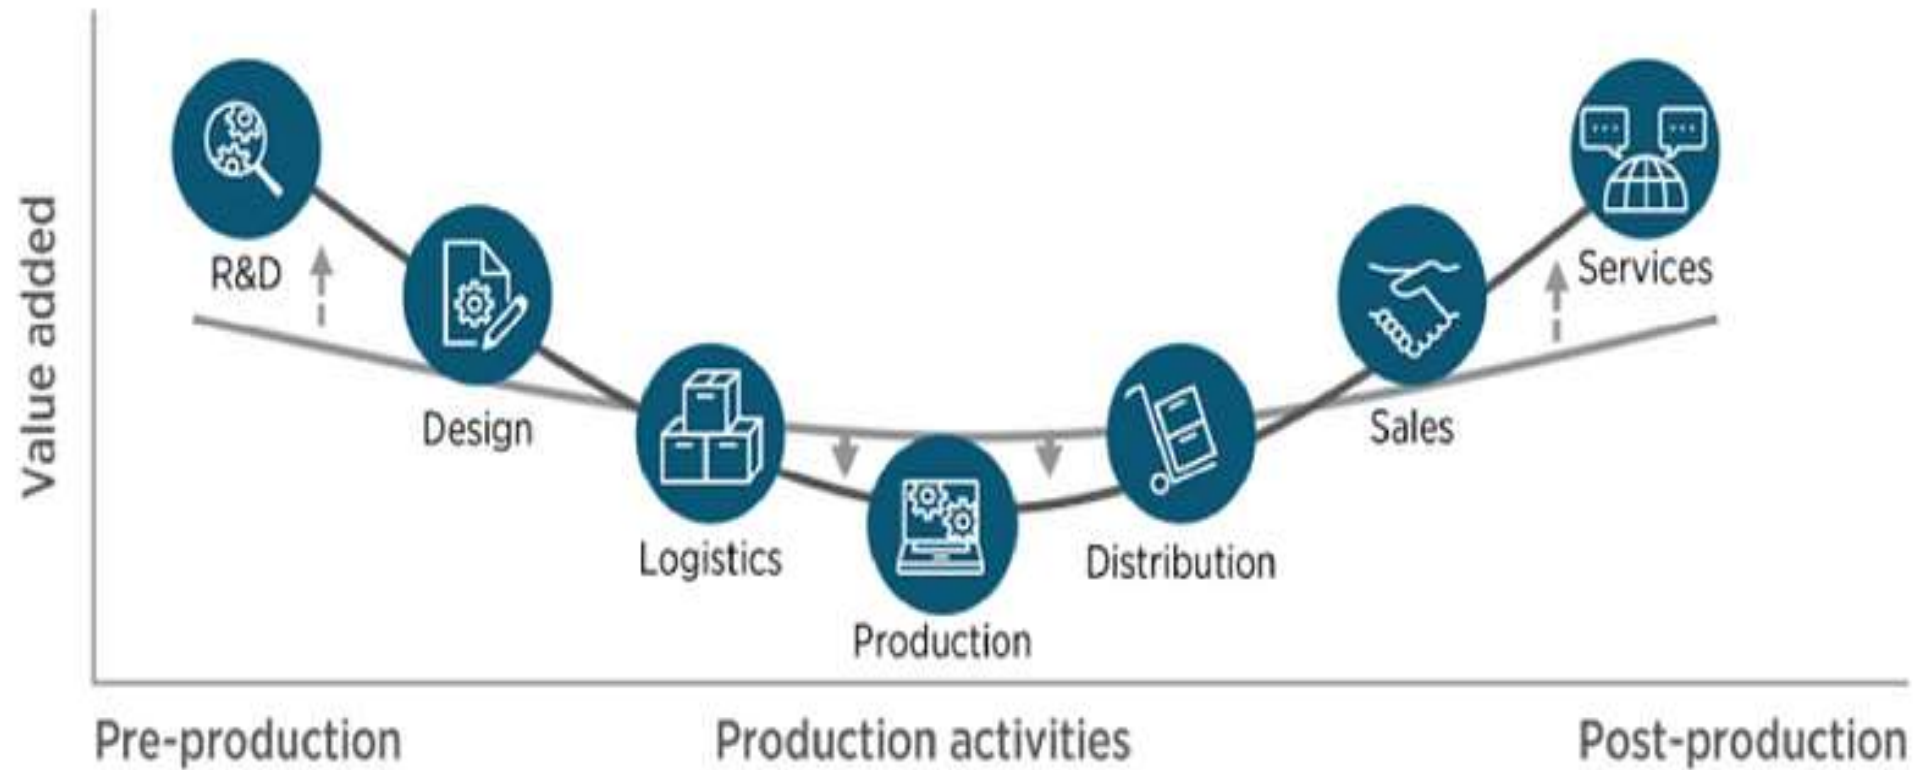 Value added
R&D
Design
Logistics
Production
Distribution
Sales
Services
Pre-production
Production activities
Post-production